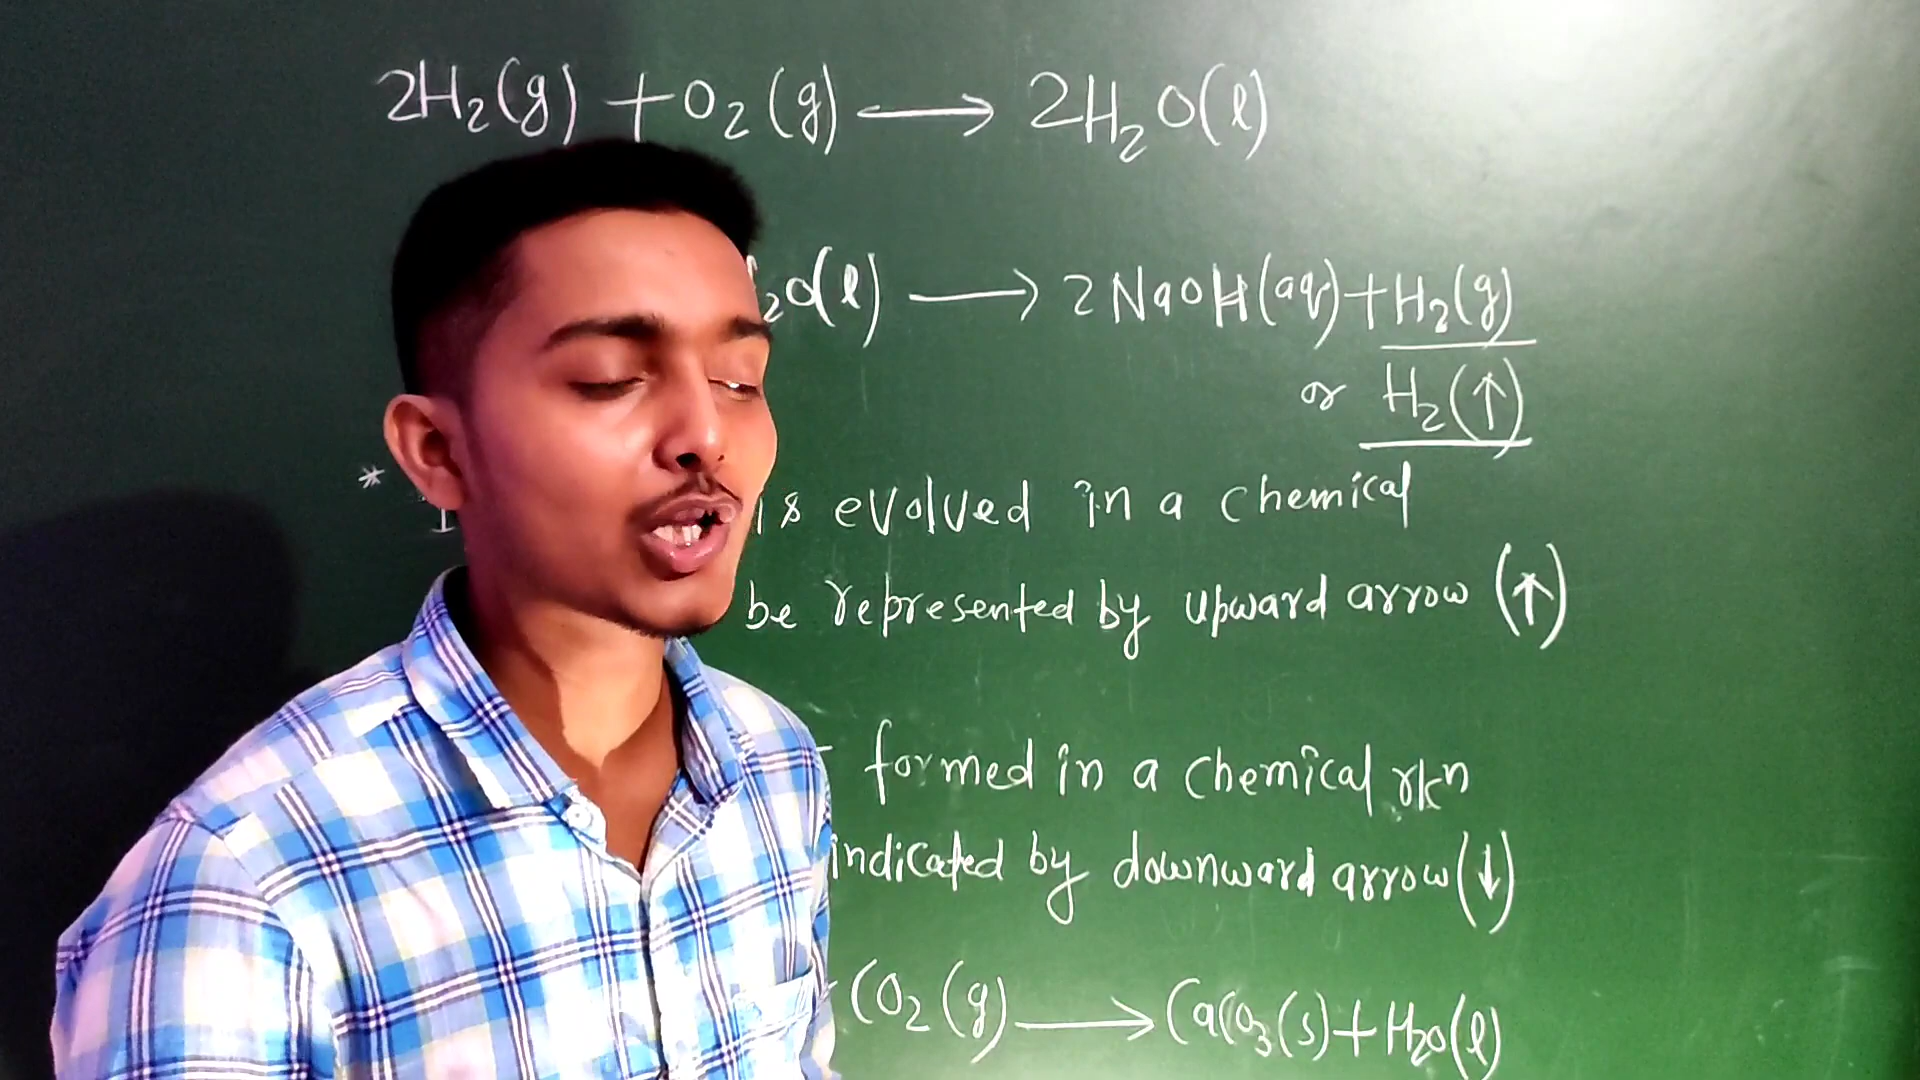 2H₂(g) + O₂(g) ⟶ 2H₂O(l)
₂O(l) ⟶ 2NaOH(aq) + H₂(g)
or H₂(↑)
* is evolved in a chemical
be represented by upward arrow (↑)
formed in a chemical rkn
indicated by downward arrow (↓)
CO₂(g) ⟶ CaCO₃(s) + H₂O(l)